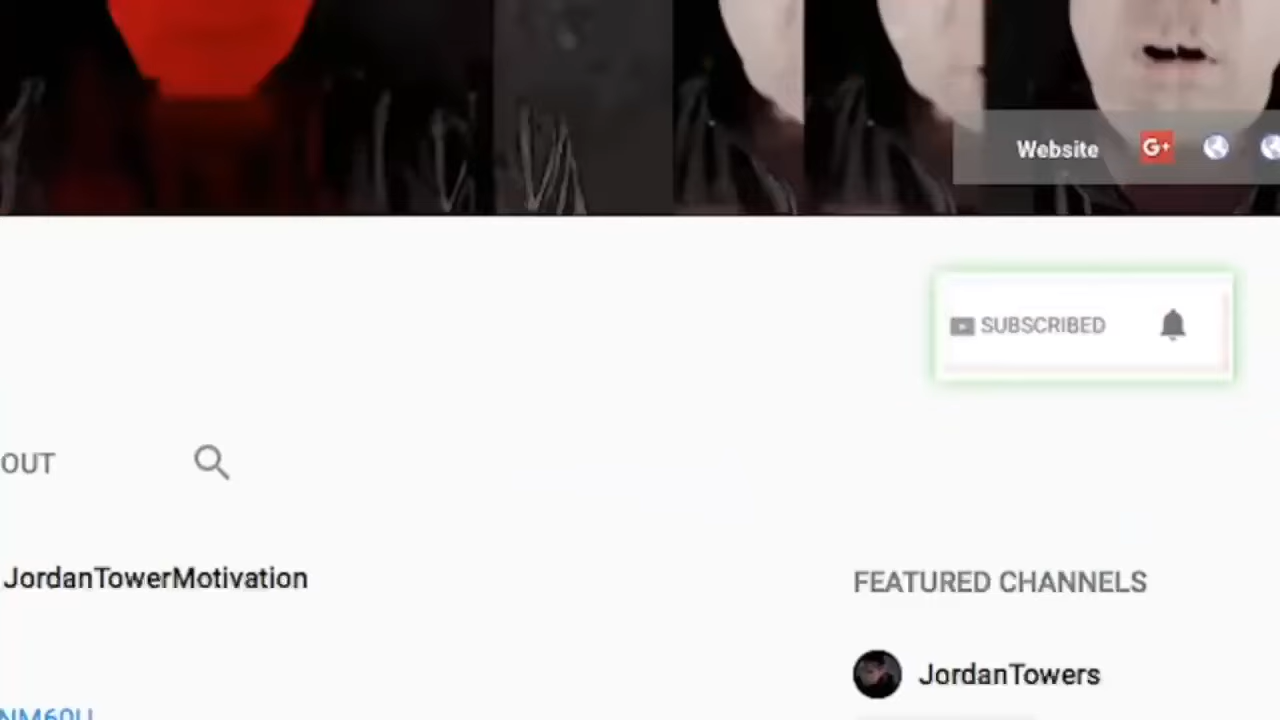 Website G+
SUBSCRIBED
OUT
JordanTowerMotivation
FEATURED CHANNELS
JordanTowers